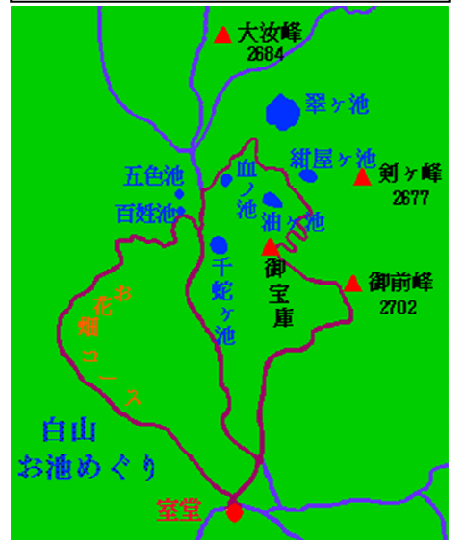 大汝峰
2684
翠ヶ池
紺屋ヶ池
剣ヶ峰
2677
血ノ池
五色池
百姓池
油ヶ池
千蛇ヶ池
御宝庫
御前峰
2702
お花畑コース
白山
お池めぐり
室堂